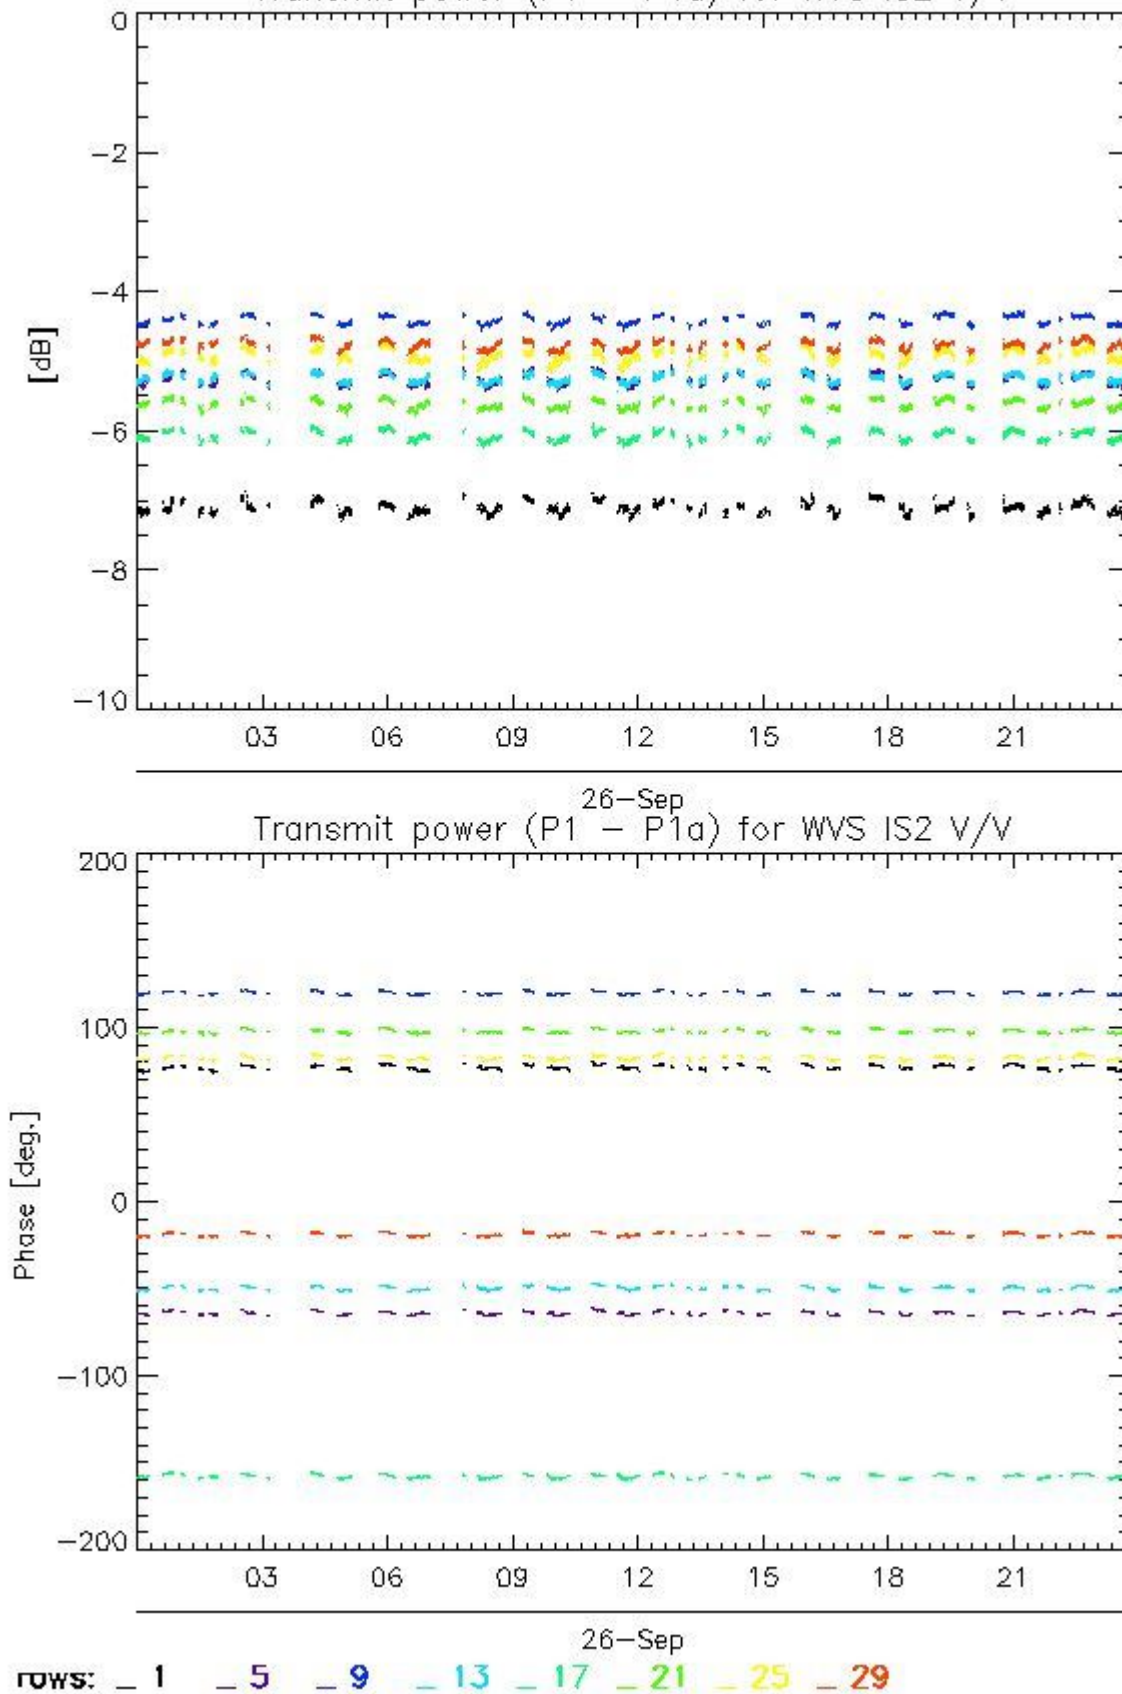 0
−2
−4
[dB]
−6
−8
−10
03 06 09 12 15 18 21
26−Sep
Transmit power (P1 − P1a) for WVS IS2 V/V
200
100
Phase [deg.]
0
−100
−200
03 06 09 12 15 18 21
26−Sep
rows: _ 1 _ 5 _ 9 _ 13 _ 17 _ 21 _ 25 _ 29